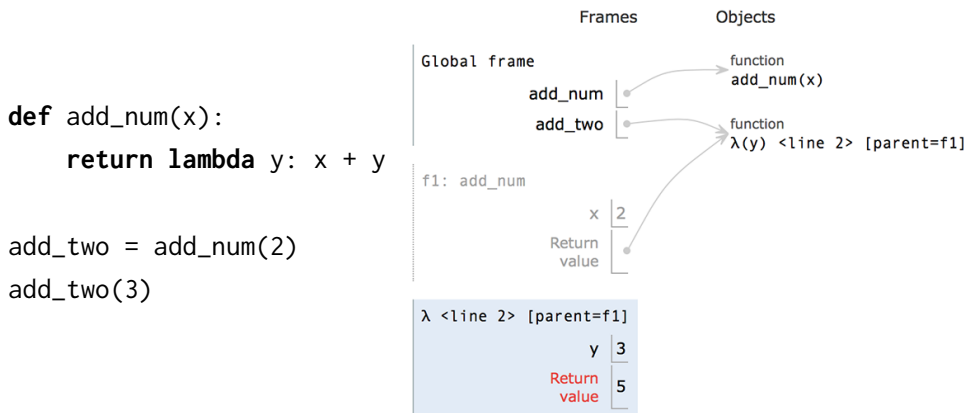 def add_num(x):
    return lambda y: x + y
add_two = add_num(2)
add_two(3)
Frames Objects
Global frame
add_num
add_two
function
add_num(x)
function
λ(y) <line 2> [parent=f1]
f1: add_num
x 2
Return
value
λ <line 2> [parent=f1]
y 3
Return
value 5